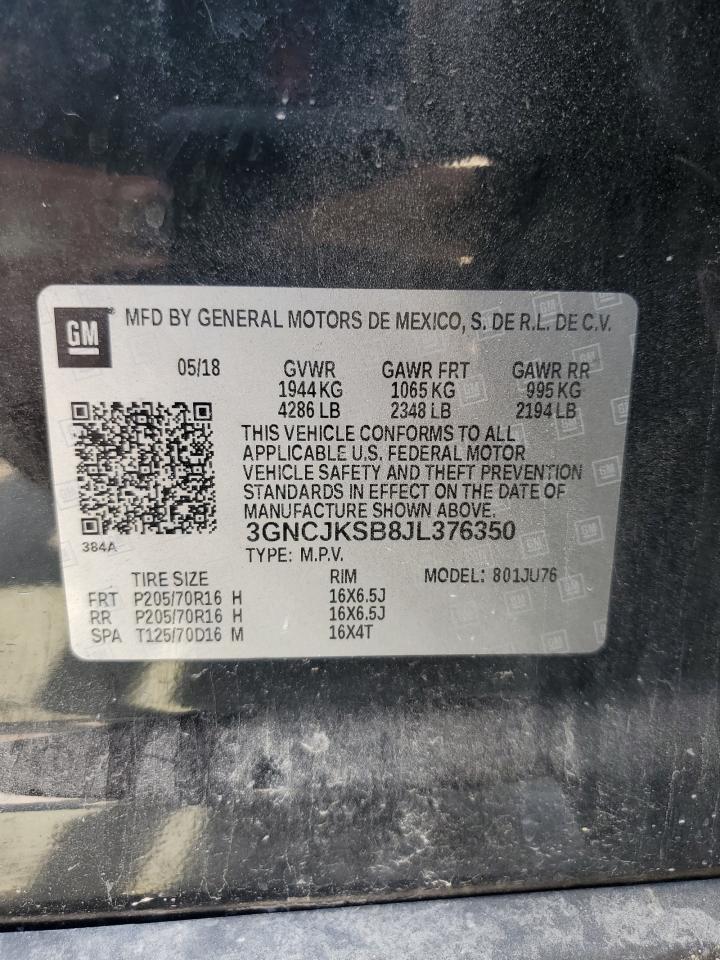 GM MFD BY GENERAL MOTORS DE MEXICO, S. DE R.L. DE C.V.
05/18 GVWR GAWR FRT GAWR RR
1944 KG 1065 KG 995 KG
4286 LB 2348 LB 2194 LB
THIS VEHICLE CONFORMS TO ALL
APPLICABLE U.S. FEDERAL MOTOR
VEHICLE SAFETY AND THEFT PREVENTION
STANDARDS IN EFFECT ON THE DATE OF
MANUFACTURE SHOWN ABOVE.
3GNCJKSB8JL376350
384A
TYPE: M.P.V.
TIRE SIZE RIM MODEL: 801JU76
FRT P205/70R16 H 16X6.5J
RR P205/70R16 H 16X6.5J
SPA T125/70D16 M 16X4T